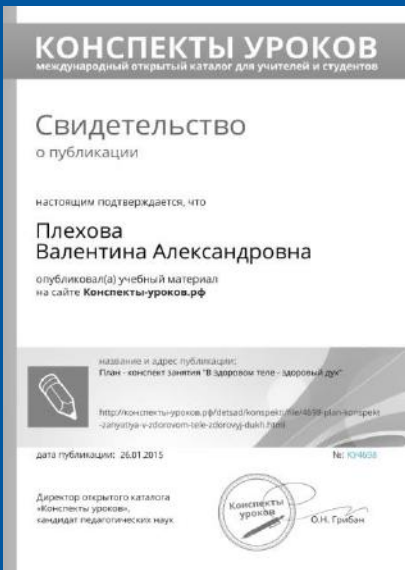 КОНСПЕКТЫ УРОКОВ
международный открытый каталог для учителей и студентов
Свидетельство
о публикации
настоящим подтверждается, что
Плехова
Валентина Александровна
опубликовал(а) учебный материал
на сайте Конспекты-уроков.рф
название и адрес публикации:
План - конспект занятия "В здоровом теле - здоровый дух"
http://конспекты-уроков.рф/detsad/konspekt/file/4698-plan-konspekt
-zanyatiya-v-zdorovom-tele-zdorovyj-dukh.html
дата публикации: 26.01.2015
№: КУ4698
Директор открытого каталога
«Конспекты уроков»,
кандидат педагогических наук
Конспекты
уроков
О.Н. Грибан